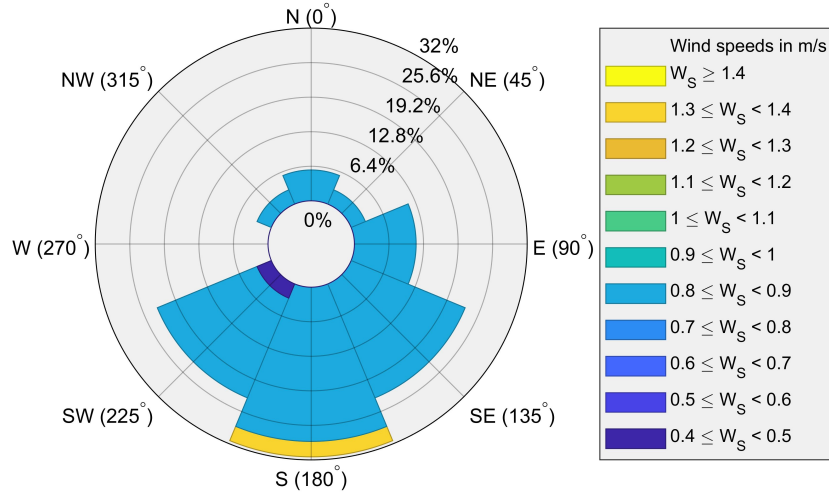 N (0°)
32%
NW (315°)
25.6%
NE (45°)
19.2%
12.8%
6.4%
0%
W (270°)
E (90°)
SW (225°)
SE (135°)
S (180°)
Wind speeds in m/s
W_S ≥ 1.4
1.3 ≤ W_S < 1.4
1.2 ≤ W_S < 1.3
1.1 ≤ W_S < 1.2
1 ≤ W_S < 1.1
0.9 ≤ W_S < 1
0.8 ≤ W_S < 0.9
0.7 ≤ W_S < 0.8
0.6 ≤ W_S < 0.7
0.5 ≤ W_S < 0.6
0.4 ≤ W_S < 0.5